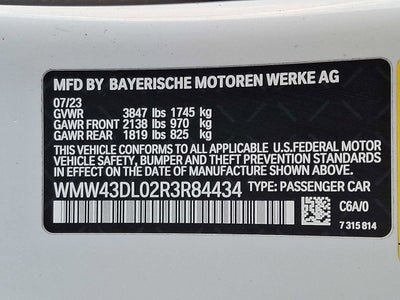 MFD BY BAYERISCHE MOTOREN WERKE AG
07/23
GVWR 3847 lbs 1745 kg
GAWR FRONT 2138 lbs 970 kg
GAWR REAR 1819 lbs 825 kg
THIS VEHICLE CONFORMS TO ALL APPLICABLE U.S.FEDERAL MOTOR
VEHICLE SAFETY, BUMPER AND THEFT PREVENTION STANDARDS
IN EFFECT ON THE DATE OF MANUFACTURE SHOWN ABOVE.
WMW43DL02R3R84434 TYPE: PASSENGER CAR
C6A/0
7 315 814